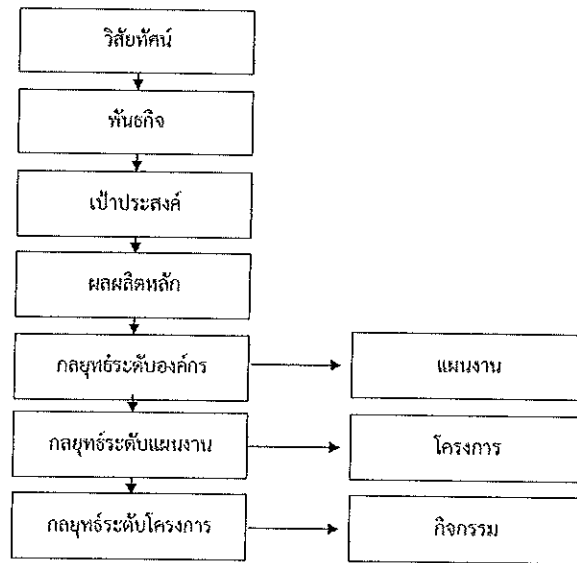 วิสัยทัศน์
พันธกิจ
เป้าประสงค์
ผลผลิตหลัก
กลยุทธ์ระดับองค์กร
แผนงาน
กลยุทธ์ระดับแผนงาน
โครงการ
กลยุทธ์ระดับโครงการ
กิจกรรม